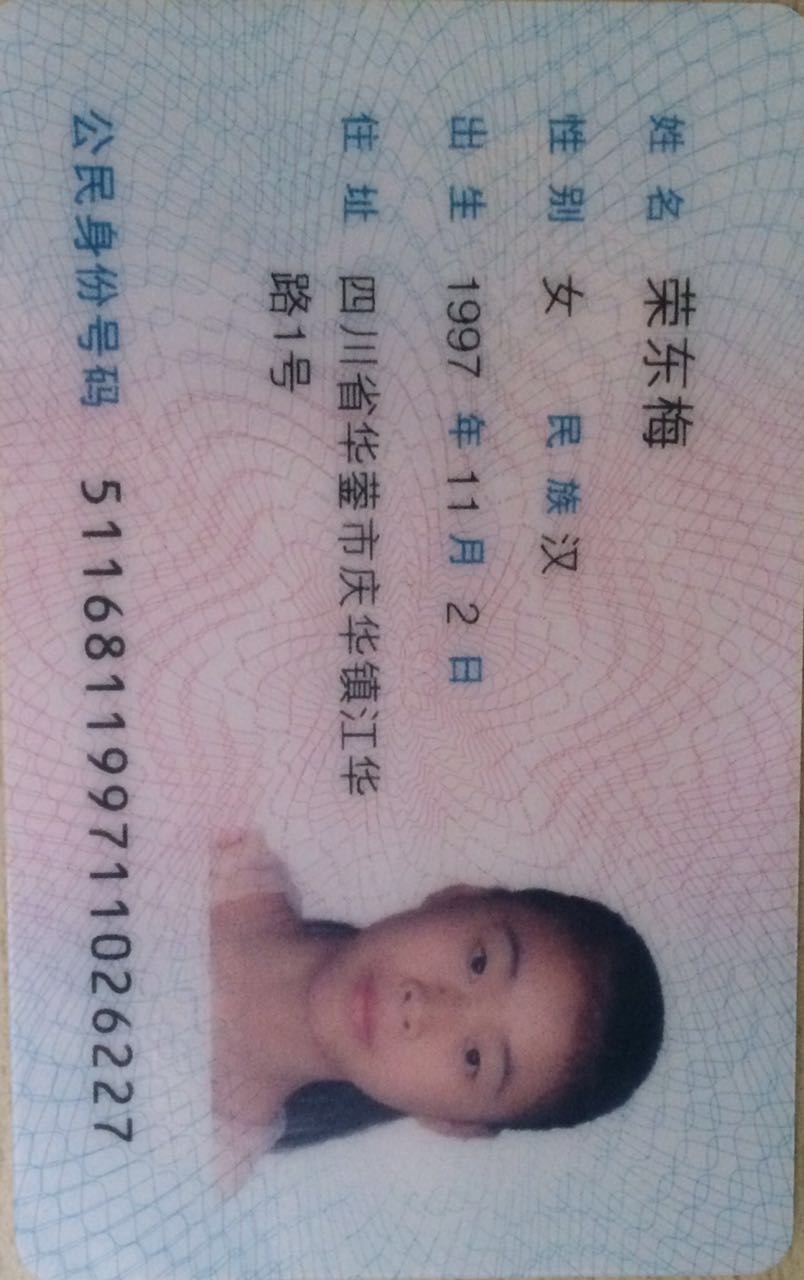 姓名 荣东梅
性别 女 民族 汉
出生 1997 年 11 月 2 日
住址 四川省华蓥市庆华镇江华
路1号
公民身份号码 511681199711026227